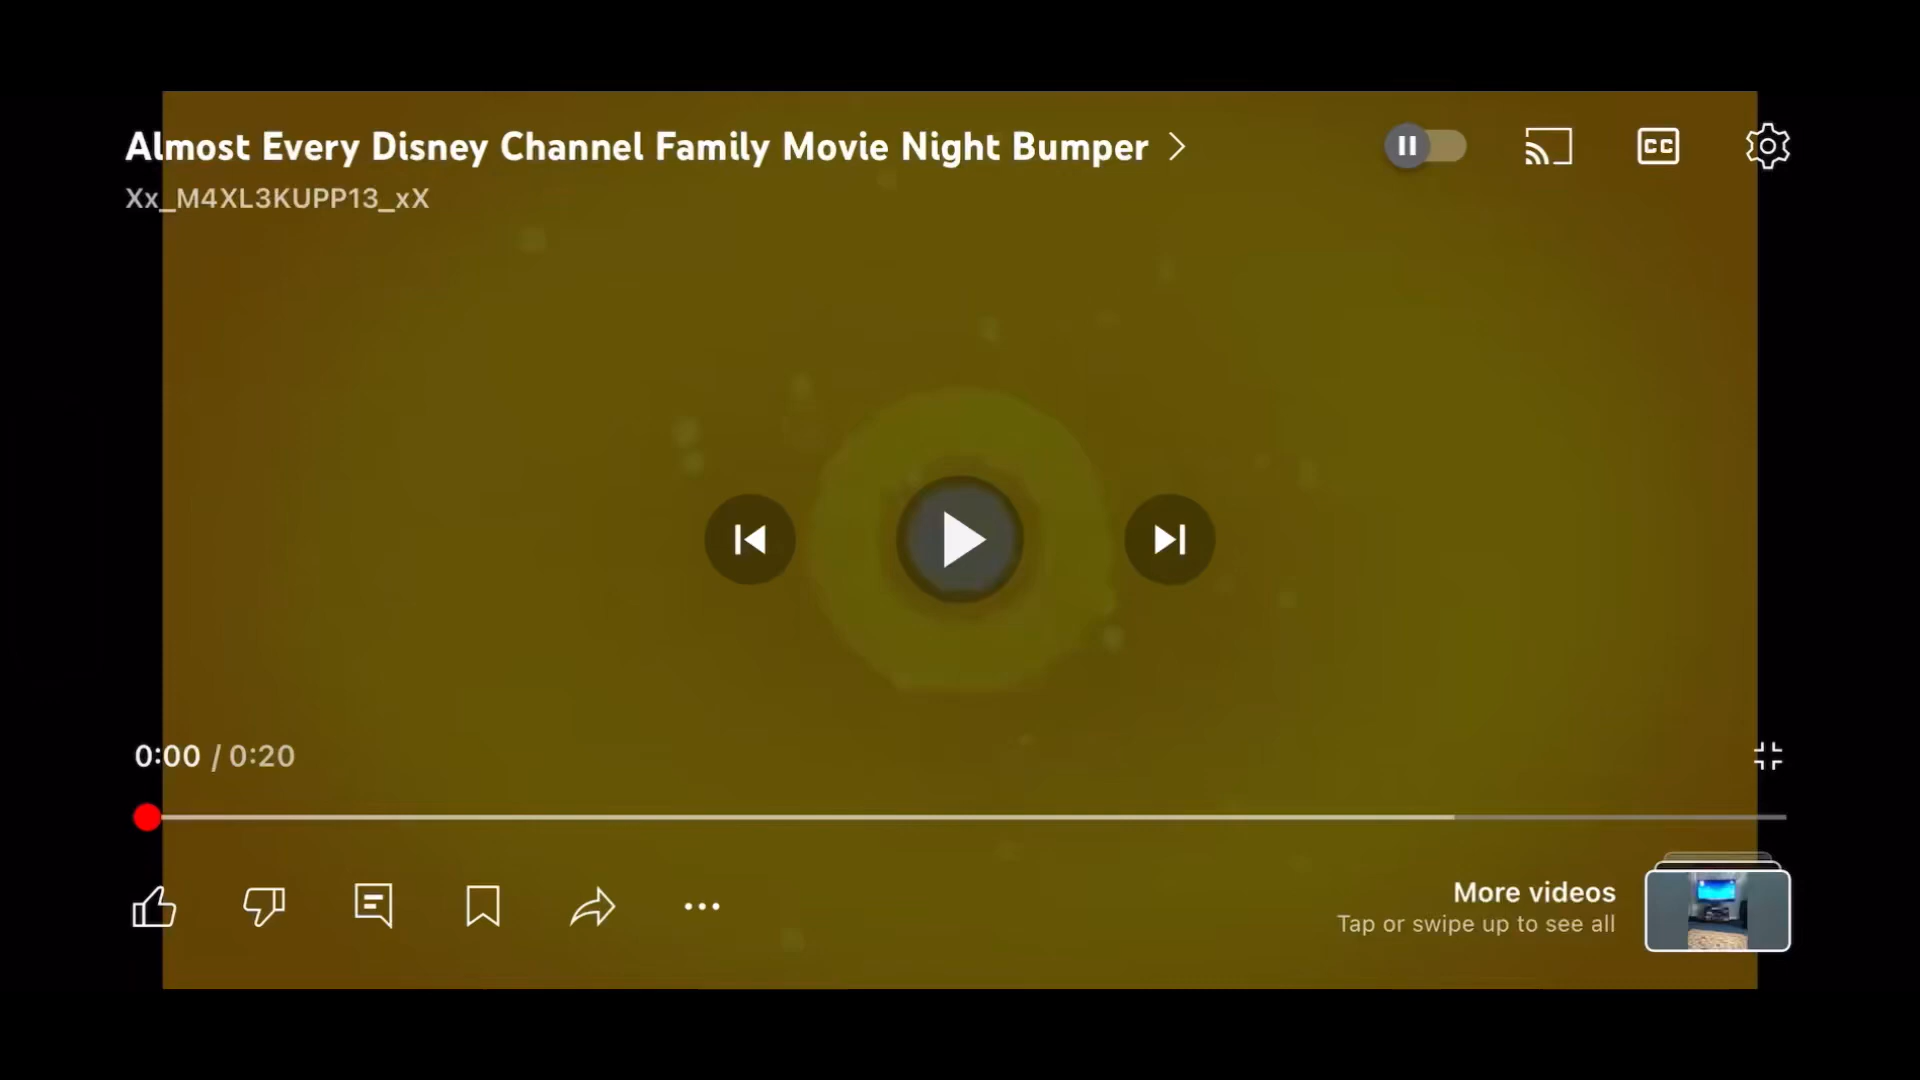 Almost Every Disney Channel Family Movie Night Bumper
Xx_M4XL3KUPP13_xX
CC
0:00 / 0:20
More videos
Tap or swipe up to see all